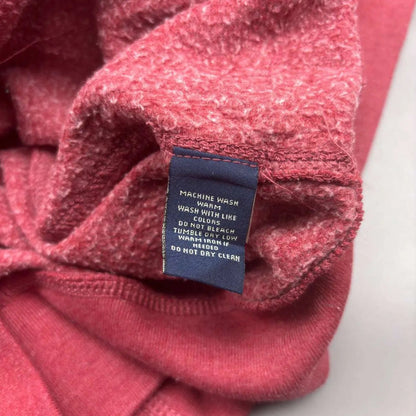 MACHINE WASH
WARM
WASH WITH LIKE
COLORS
DO NOT BLEACH
TUMBLE DRY LOW
WARM IRON IF
NEEDED
DO NOT DRY CLEAN